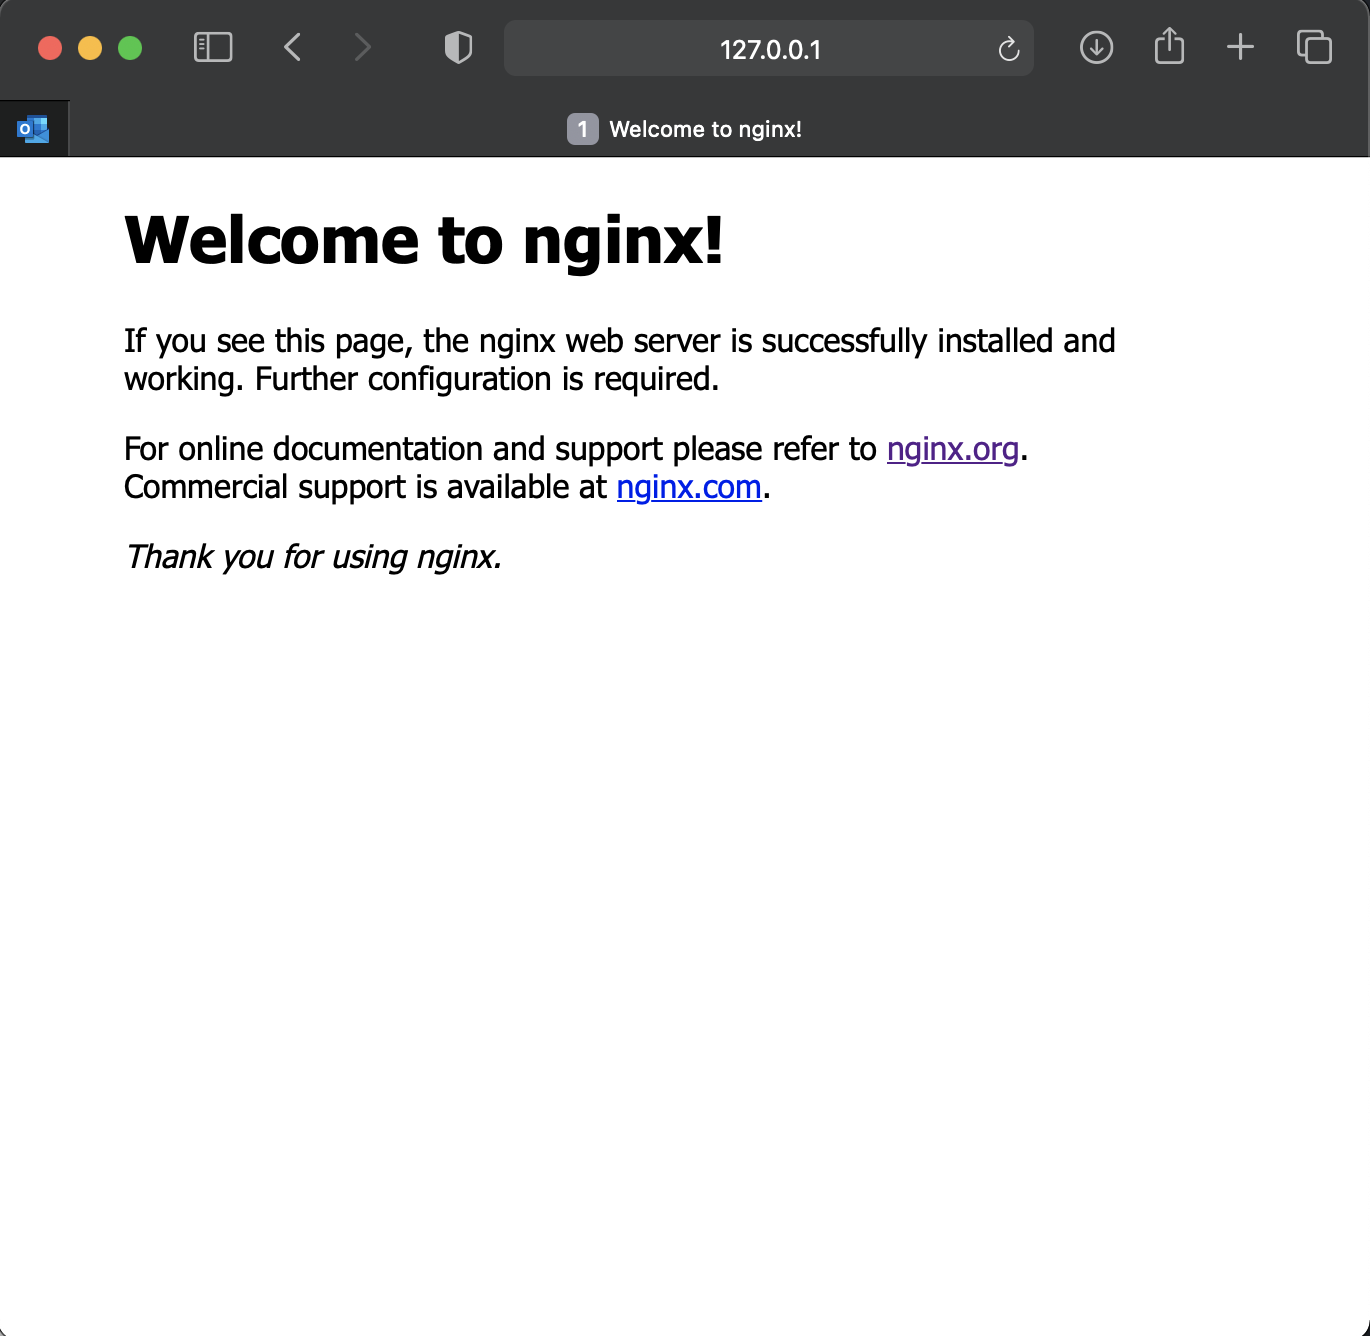 127.0.0.1
O
1 Welcome to nginx!
Welcome to nginx!
If you see this page, the nginx web server is successfully installed and
working. Further configuration is required.
For online documentation and support please refer to nginx.org.
Commercial support is available at nginx.com.
Thank you for using nginx.